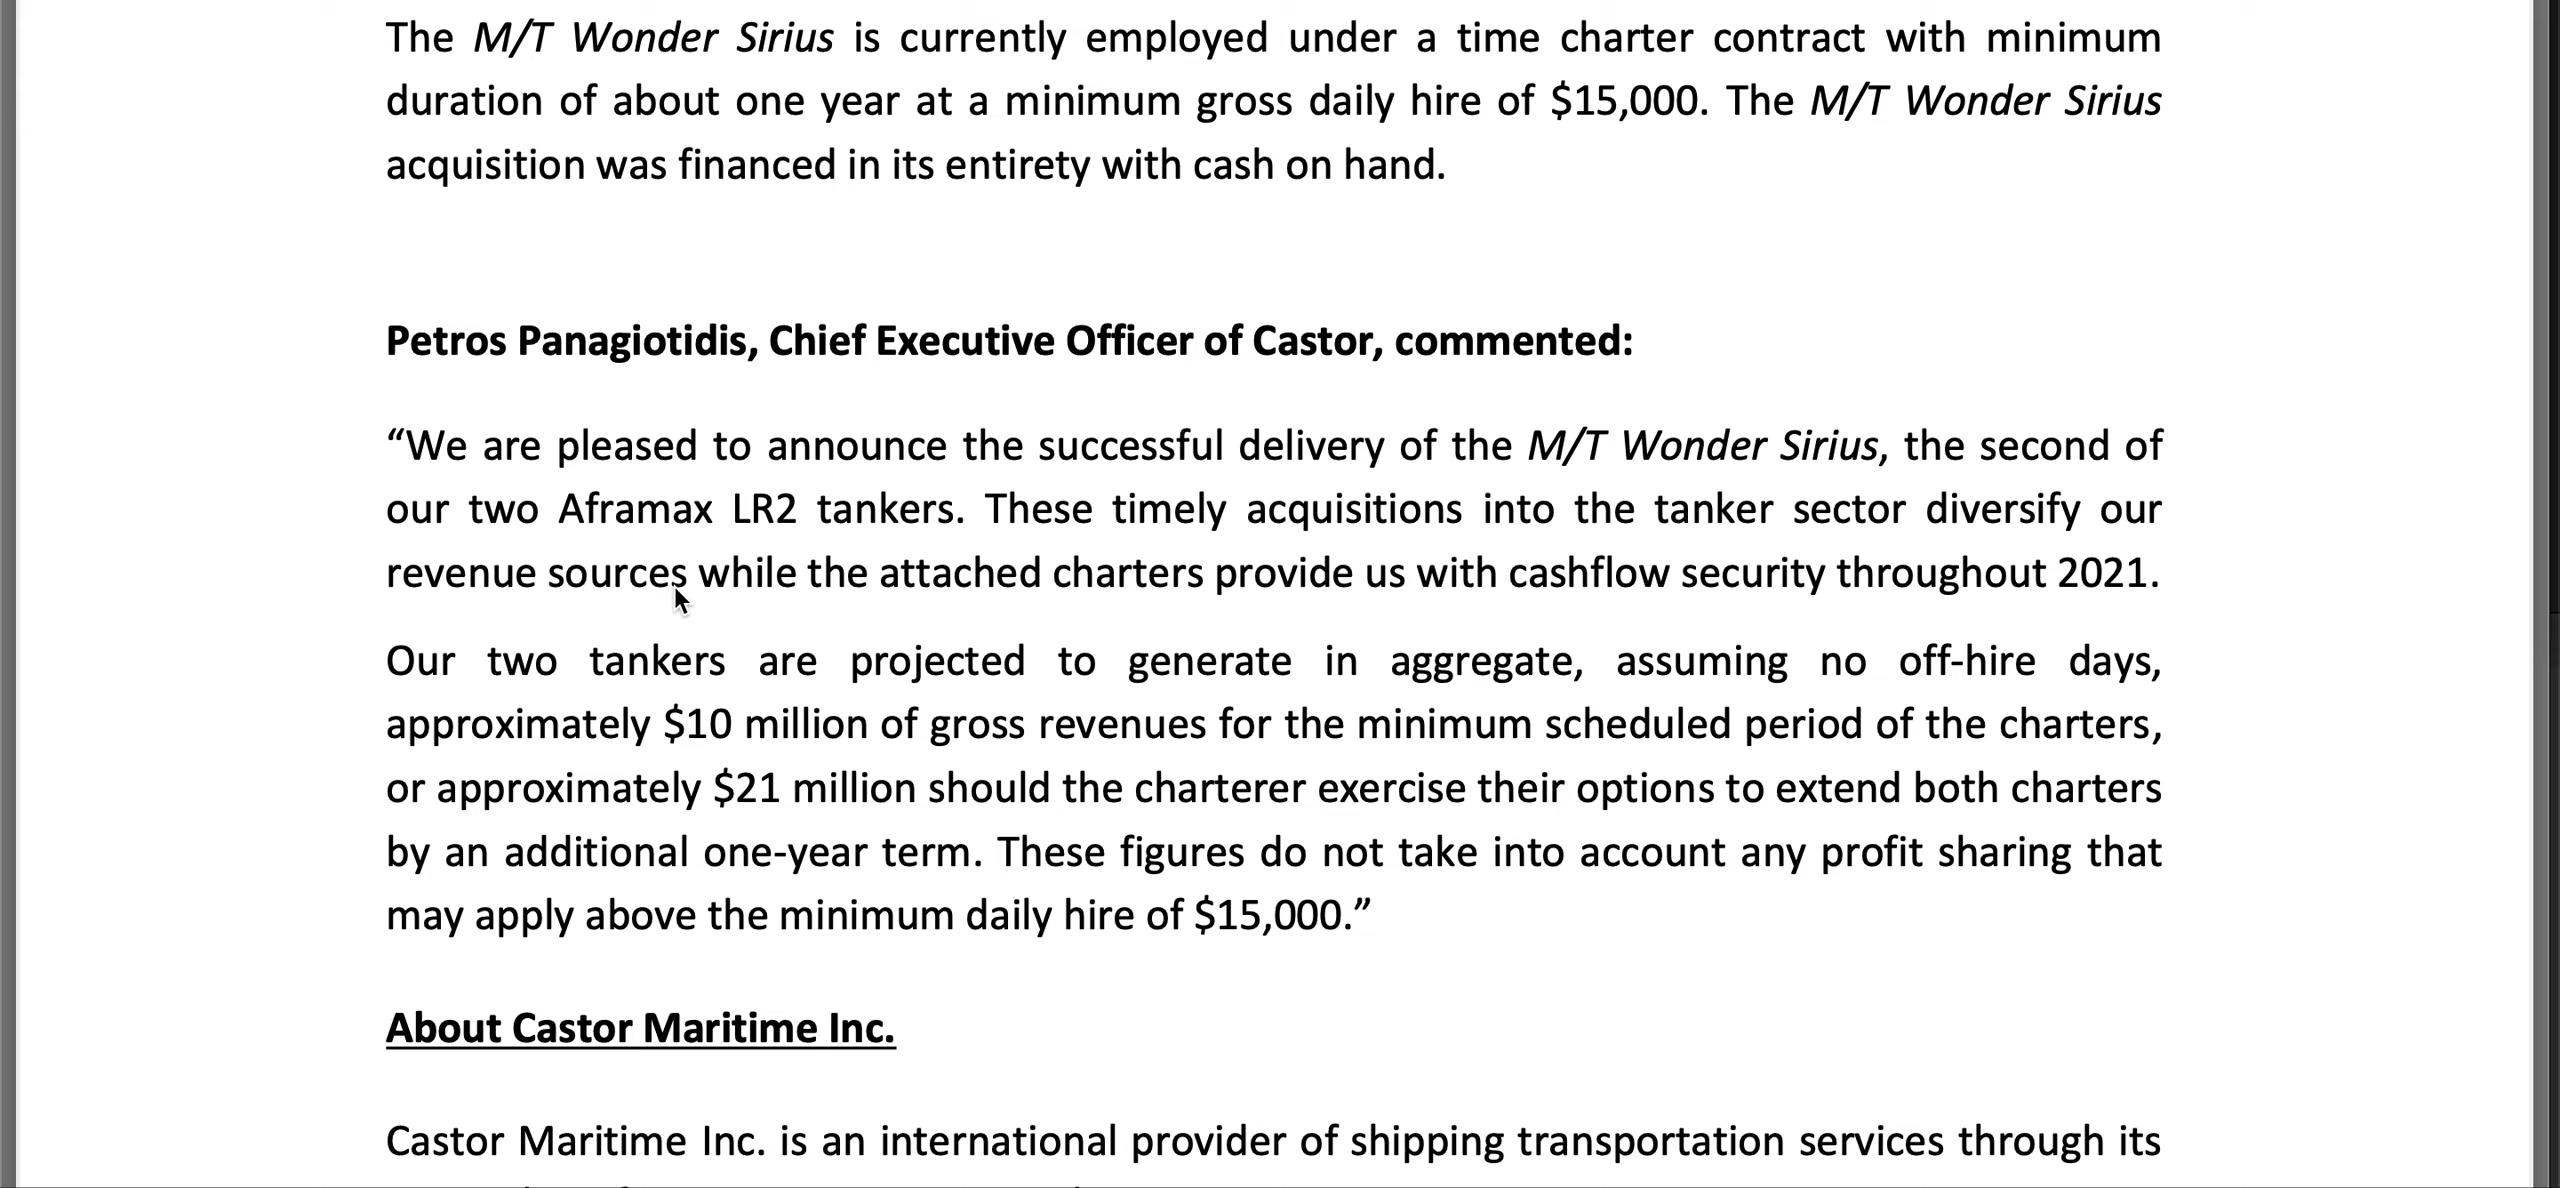 The M/T Wonder Sirius is currently employed under a time charter contract with minimum
duration of about one year at a minimum gross daily hire of $15,000. The M/T Wonder Sirius
acquisition was financed in its entirety with cash on hand.
Petros Panagiotidis, Chief Executive Officer of Castor, commented:
“We are pleased to announce the successful delivery of the M/T Wonder Sirius, the second of
our two Aframax LR2 tankers. These timely acquisitions into the tanker sector diversify our
revenue sources while the attached charters provide us with cashflow security throughout 2021.
Our two tankers are projected to generate in aggregate, assuming no off-hire days,
approximately $10 million of gross revenues for the minimum scheduled period of the charters,
or approximately $21 million should the charterer exercise their options to extend both charters
by an additional one-year term. These figures do not take into account any profit sharing that
may apply above the minimum daily hire of $15,000.”
About Castor Maritime Inc.
Castor Maritime Inc. is an international provider of shipping transportation services through its